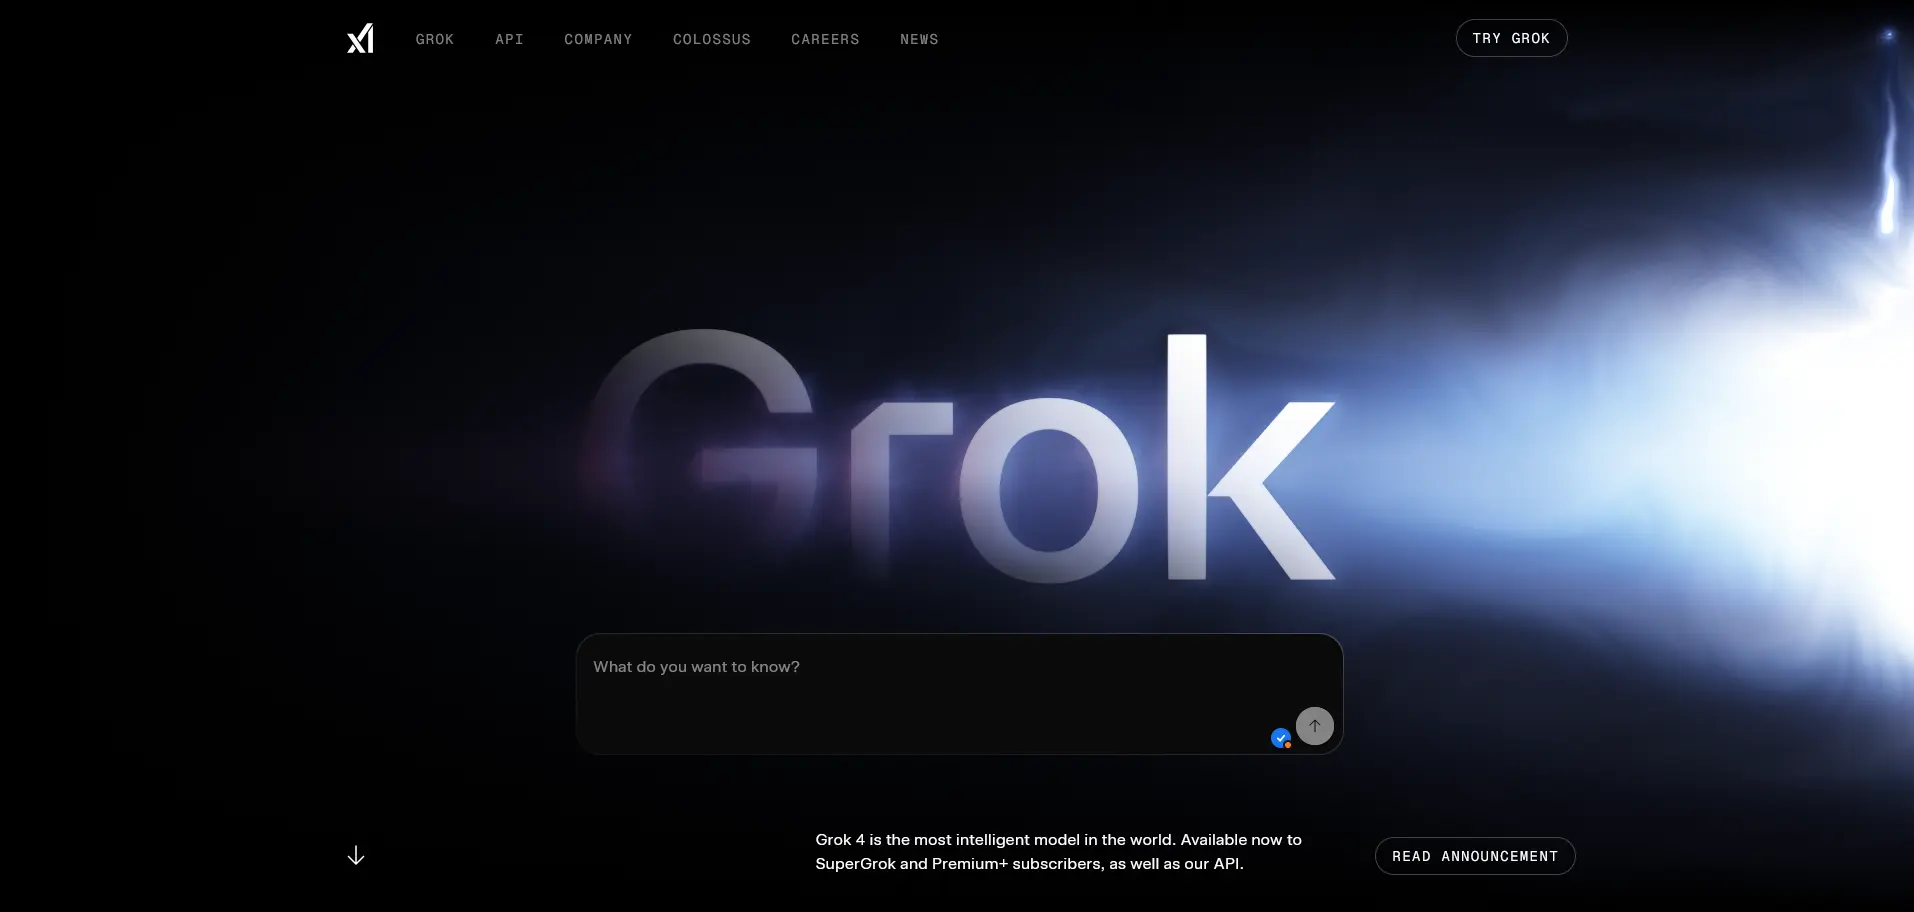 xI
GROK
API
COMPANY
COLOSSUS
CAREERS
NEWS
TRY GROK
Grok
What do you want to know?
Grok 4 is the most intelligent model in the world. Available now to
SuperGrok and Premium+ subscribers, as well as our API.
READ ANNOUNCEMENT